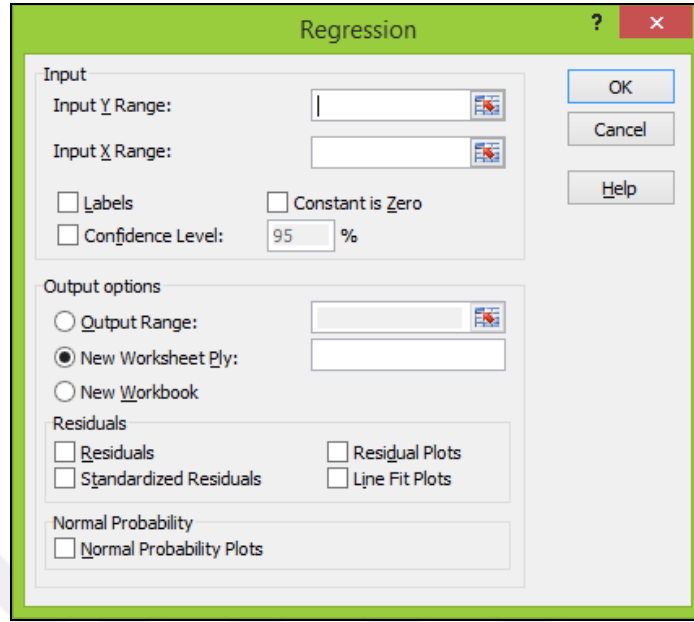 Regression ? ×
Input
Input Y Range:
Input X Range:
Labels Constant is Zero
Confidence Level: 95 %
OK
Cancel
Help
Output options
Output Range:
New Worksheet Ply:
New Workbook
Residuals
Residuals Residual Plots
Standardized Residuals Line Fit Plots
Normal Probability
Normal Probability Plots